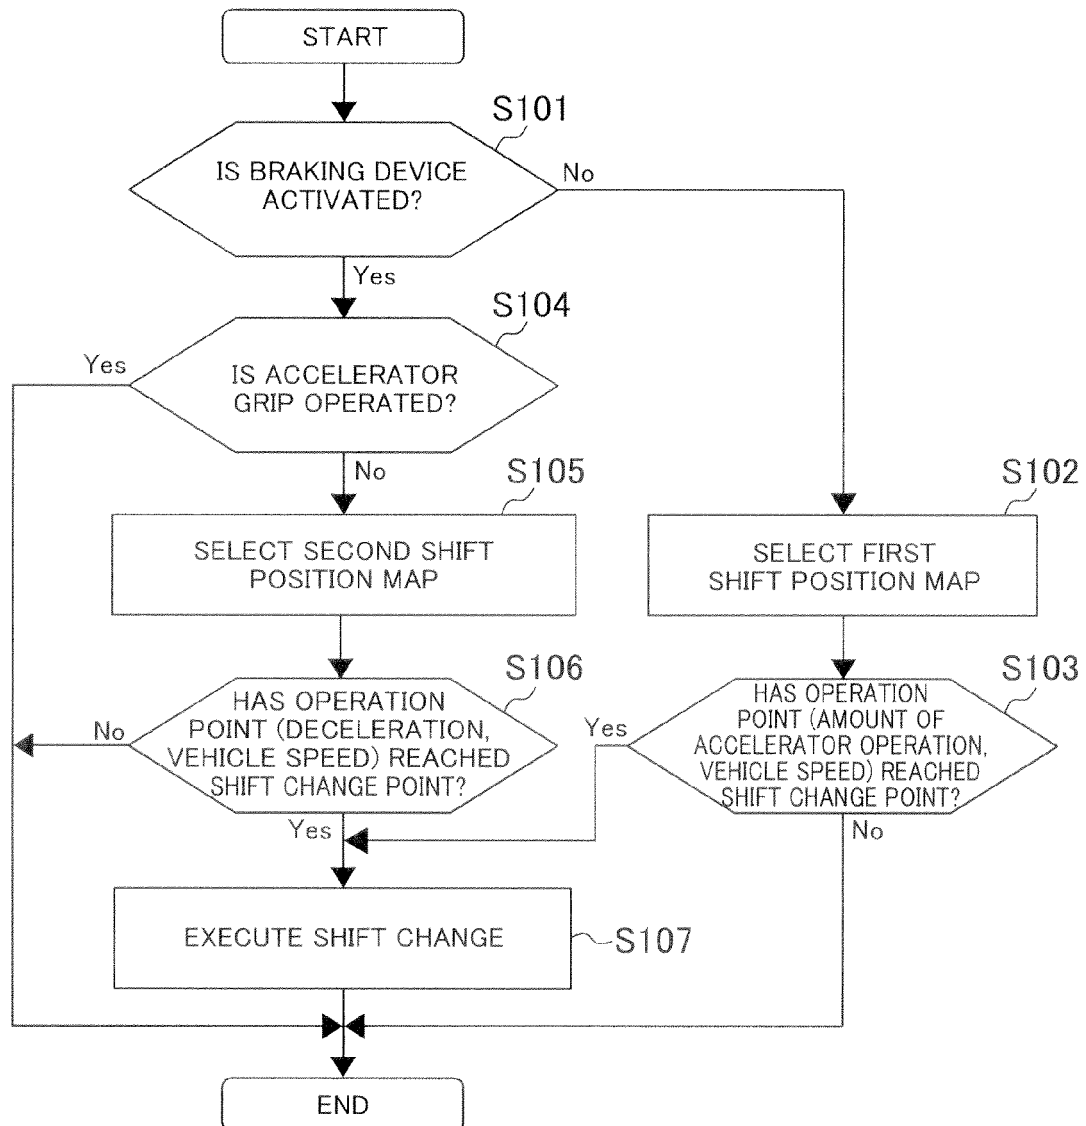 START
S101
IS BRAKING DEVICE
ACTIVATED?
No
Yes
S104
Yes
IS ACCELERATOR
GRIP OPERATED?
No
S105
S102
SELECT SECOND SHIFT
POSITION MAP
SELECT FIRST
SHIFT POSITION MAP
S106
S103
HAS OPERATION
POINT (DECELERATION,
VEHICLE SPEED) REACHED
SHIFT CHANGE POINT?
No
Yes
HAS OPERATION
POINT (AMOUNT OF
ACCELERATOR OPERATION,
VEHICLE SPEED) REACHED
SHIFT CHANGE POINT?
Yes
No
EXECUTE SHIFT CHANGE
S107
END